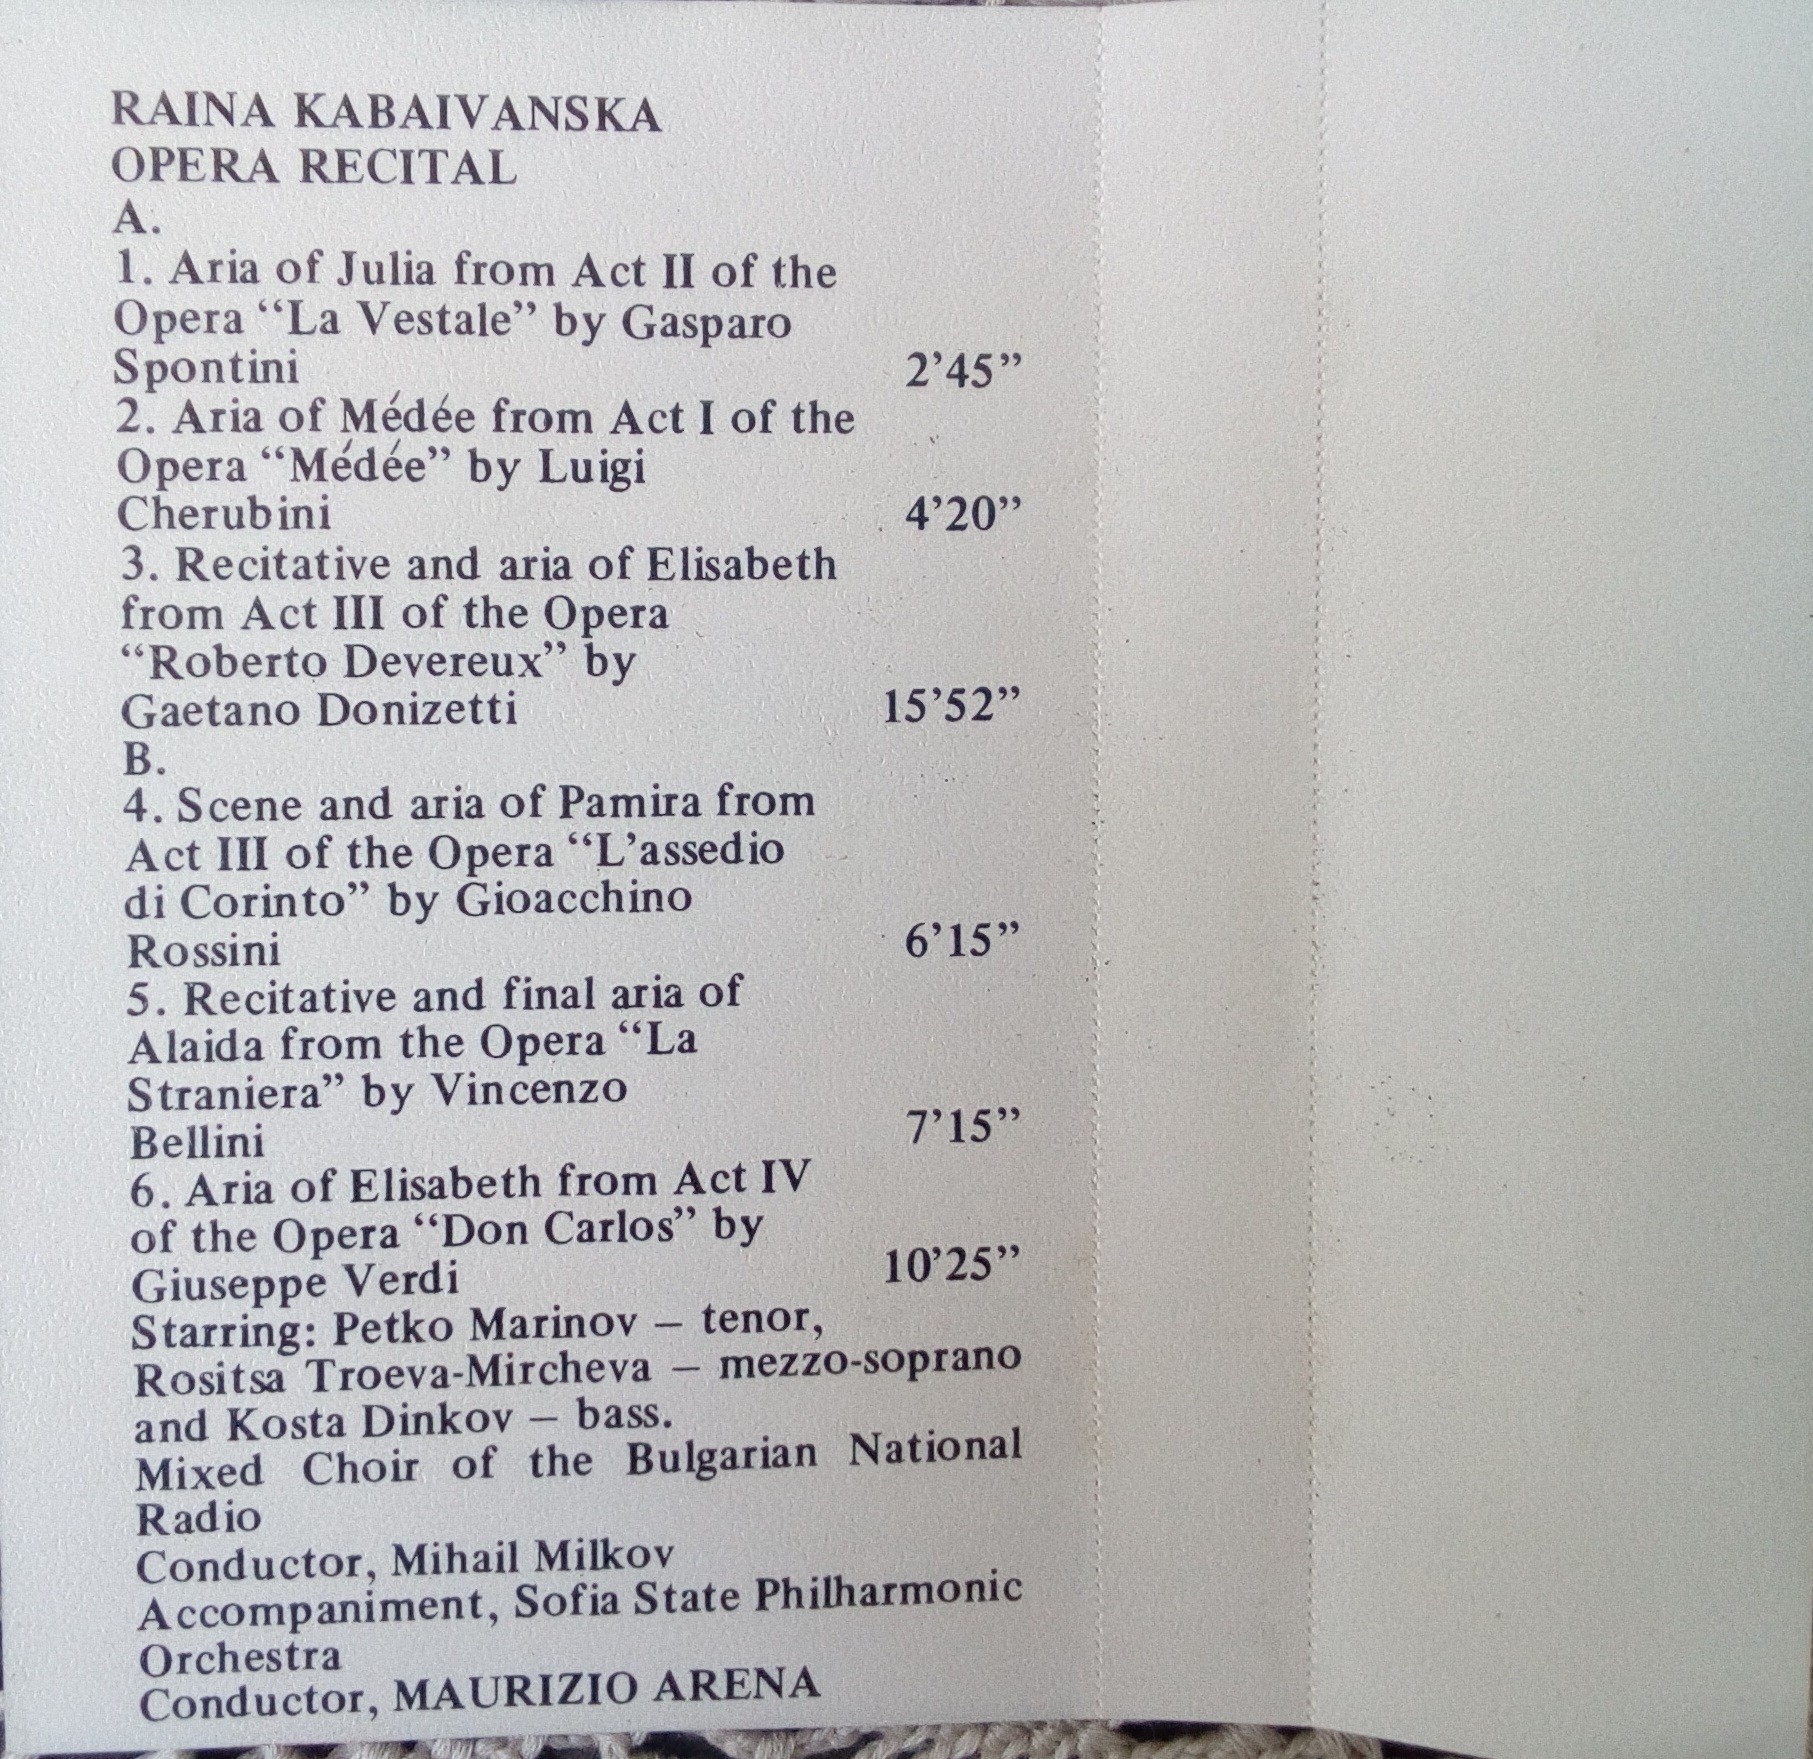 RAINA KABAIVANSKA
OPERA RECITAL
A.
1. Aria of Julia from Act II of the
Opera “La Vestale” by Gasparo
Spontini 2’45”
2. Aria of Médée from Act I of the
Opera “Médée” by Luigi
Cherubini 4’20”
3. Recitative and aria of Elisabeth
from Act III of the Opera
“Roberto Devereux” by
Gaetano Donizetti 15’52”
B.
4. Scene and aria of Pamira from
Act III of the Opera “L’assedio
di Corinto” by Gioacchino
Rossini 6’15”
5. Recitative and final aria of
Alaida from the Opera “La
Straniera” by Vincenzo
Bellini 7’15”
6. Aria of Elisabeth from Act IV
of the Opera “Don Carlos” by
Giuseppe Verdi 10’25”
Starring: Petko Marinov – tenor,
Rositsa Troeva-Mircheva – mezzo-soprano
and Kosta Dinkov – bass.
Mixed Choir of the Bulgarian National
Radio
Conductor, Mihail Milkov
Accompaniment, Sofia State Philharmonic
Orchestra
Conductor, MAURIZIO ARENA